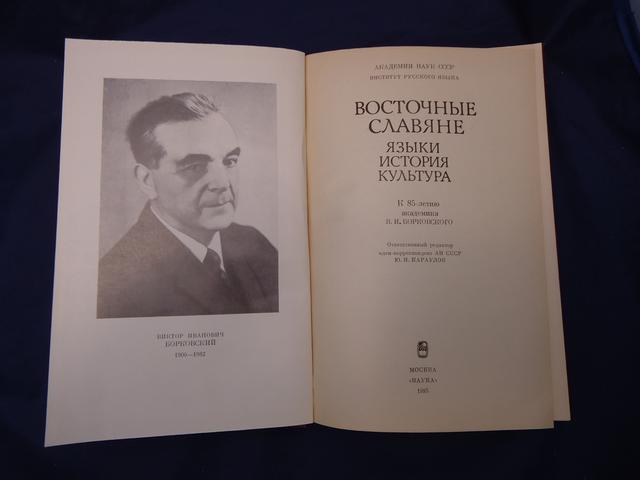 ВИКТОР ИВАНОВИЧ
БОРКОВСКИЙ
1900—1982
АКАДЕМИЯ НАУК СССР
ИНСТИТУТ РУССКОГО ЯЗЫКА
ВОСТОЧНЫЕ
СЛАВЯНЕ
ЯЗЫКИ
ИСТОРИЯ
КУЛЬТУРА
К 85-летию
академика
В. И. БОРКОВСКОГО
Ответственный редактор
член-корреспондент АН СССР
Ю. Н. КАРАУЛОВ
МОСКВА
«НАУКА»
1985